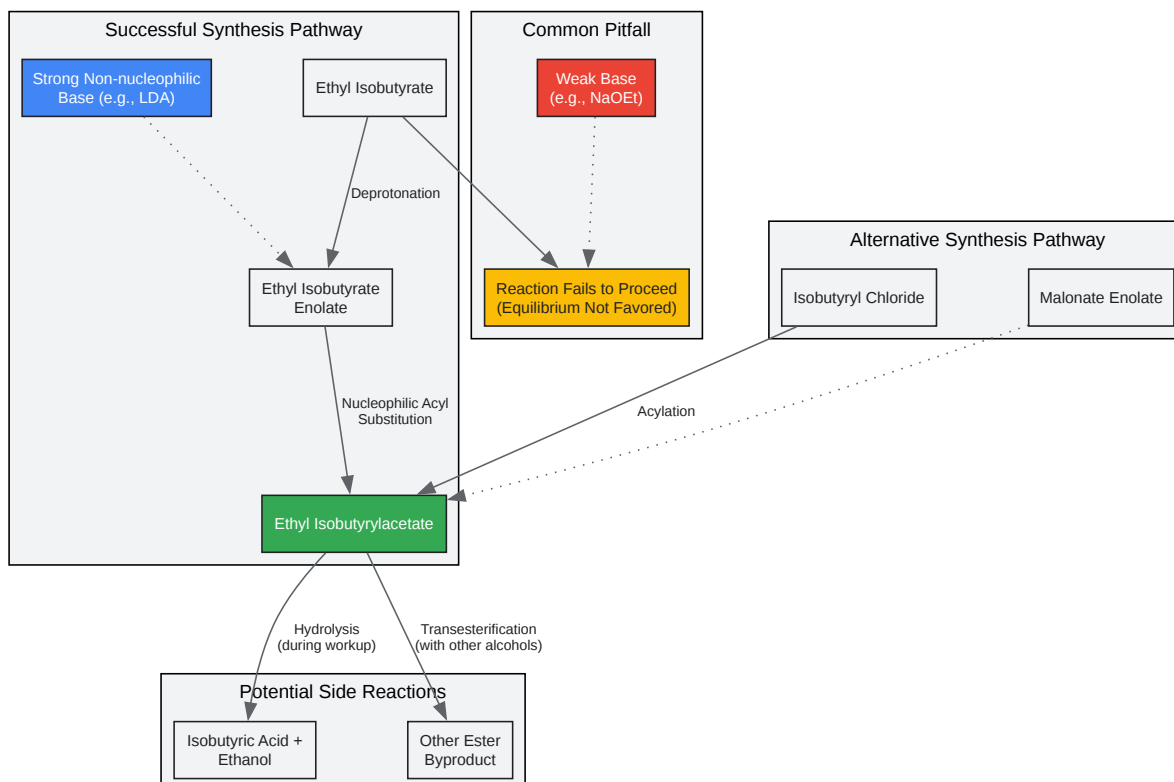 Successful Synthesis Pathway
Strong Non-nucleophilic
Base (e.g., LDA)
Ethyl Isobutyrate
Deprotonation
Ethyl Isobutyrate
Enolate
Nucleophilic Acyl
Substitution
Ethyl Isobutyrylacetate
Common Pitfall
Weak Base
(e.g., NaOEt)
Reaction Fails to Proceed
(Equilibrium Not Favored)
Alternative Synthesis Pathway
Isobutyryl Chloride
Malonate Enolate
Acylation
Hydrolysis
(during workup)
Transesterification
(with other alcohols)
Potential Side Reactions
Isobutyric Acid +
Ethanol
Other Ester
Byproduct